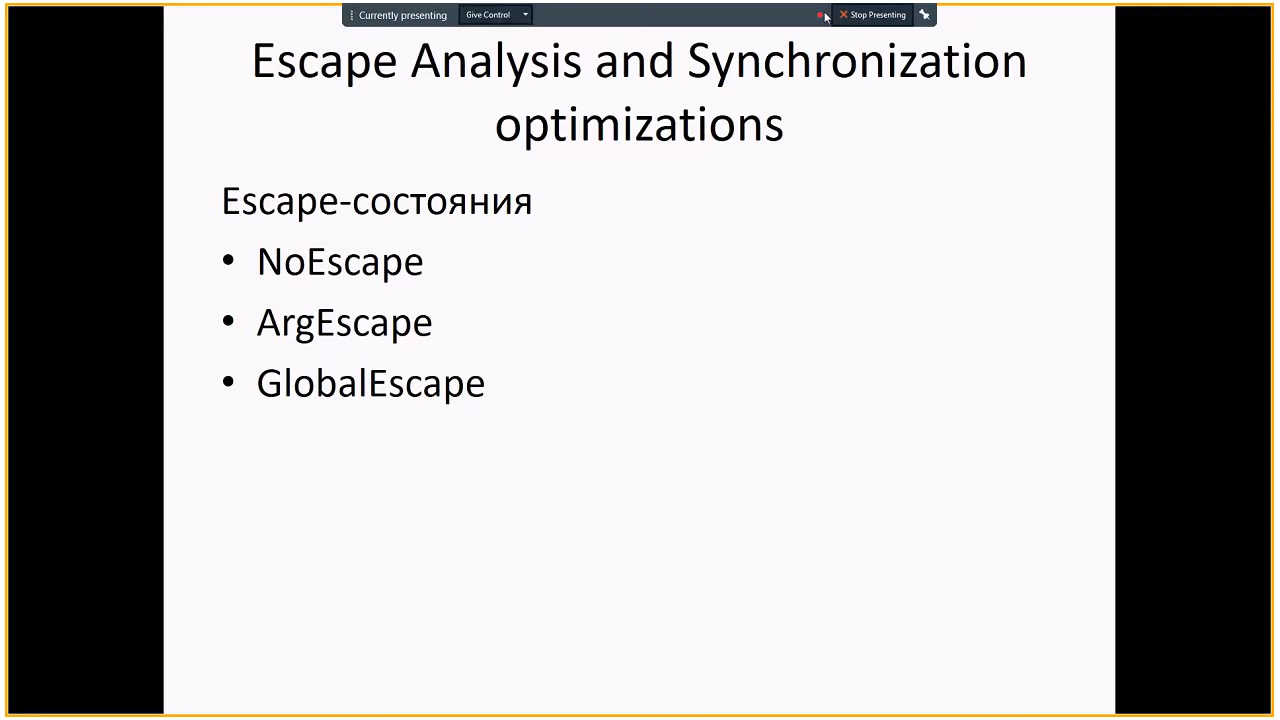 Currently presenting Give Control Stop Presenting
Escape Analysis and Synchronization
optimizations
Escape-состояния
• NoEscape
• ArgEscape
• GlobalEscape